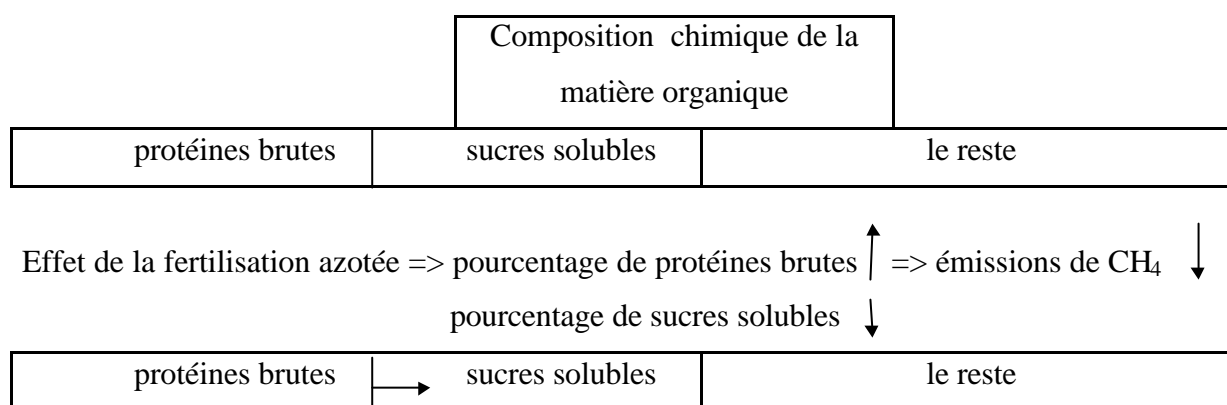 Composition chimique de la
matière organique
protéines brutes sucres solubles le reste
Effet de la fertilisation azotée => pourcentage de protéines brutes => émissions de CH₄
pourcentage de sucres solubles
protéines brutes sucres solubles le reste